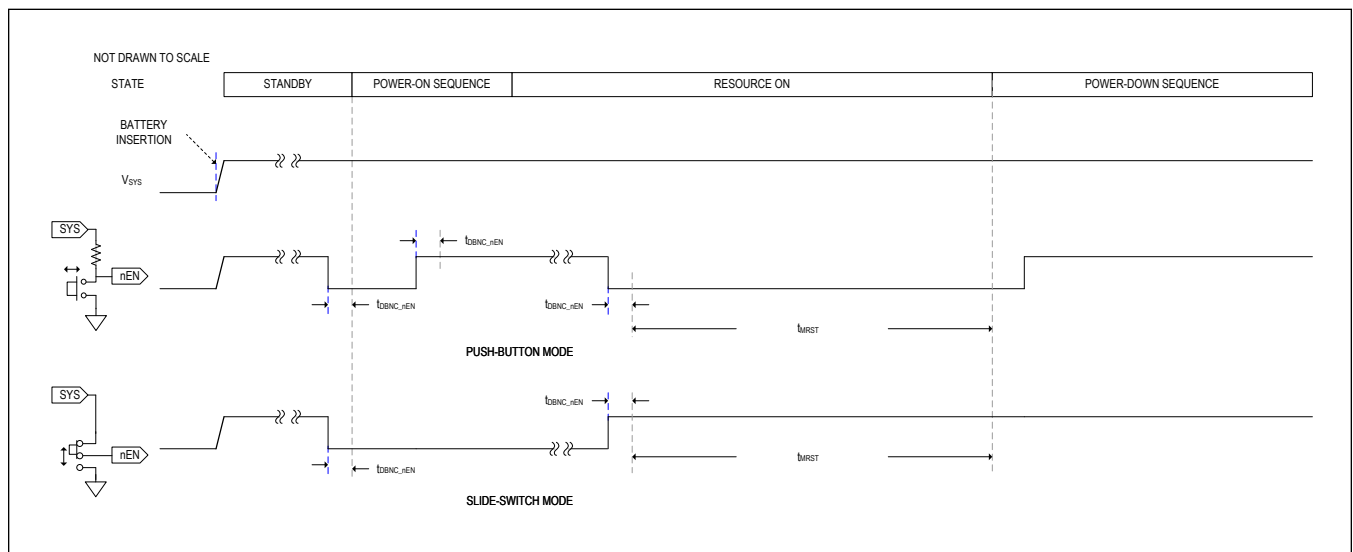 NOT DRAWN TO SCALE
STATE
STANDBY
POWER-ON SEQUENCE
RESOURCE ON
POWER-DOWN SEQUENCE
BATTERY
INSERTION
VSYS
SYS
nEN
tDBNC_nEN
tDBNC_nEN
tDBNC_nEN
tMRST
PUSH-BUTTON MODE
SYS
nEN
tDBNC_nEN
tDBNC_nEN
tMRST
SLIDE-SWITCH MODE